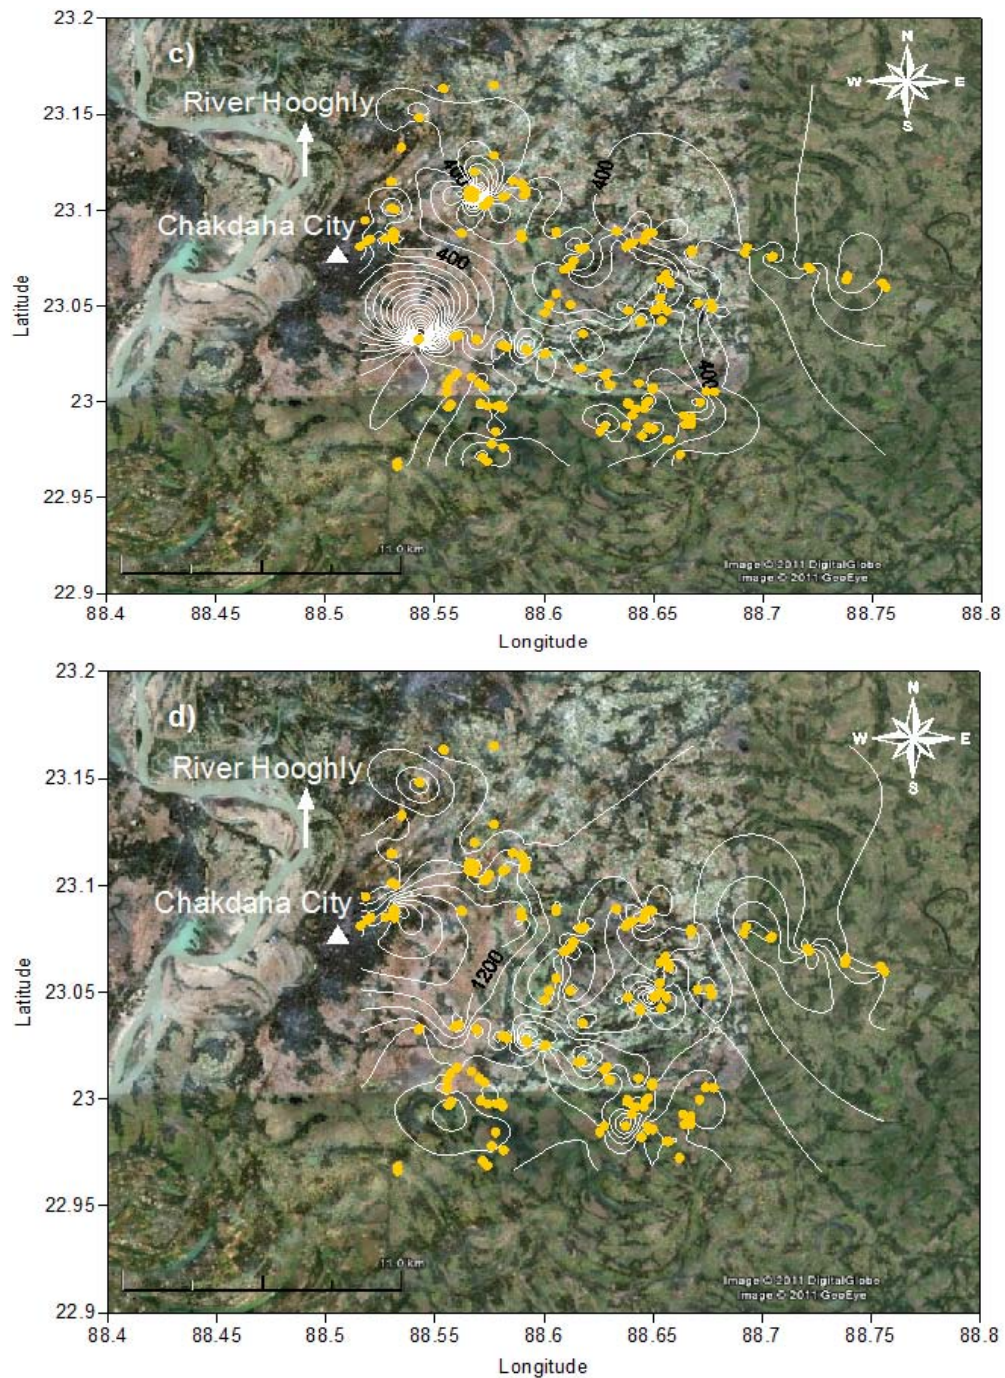 23.2
c)
N
W E
S
River Hooghly
23.15
400
400
23.1
Chakdaha City
400
Latitude
23.05
400
23
22.95
11.0 km
Image © 2011 DigitalGlobe
Image © 2011 GeoEye
22.9
88.4 88.45 88.5 88.55 88.6 88.65 88.7 88.75 88.8
Longitude
23.2
d)
N
W E
S
River Hooghly
23.15
23.1
Chakdaha City
1200
Latitude
23.05
23
22.95
11.0 km
Image © 2011 DigitalGlobe
Image © 2011 GeoEye
22.9
88.4 88.45 88.5 88.55 88.6 88.65 88.7 88.75 88.8
Longitude